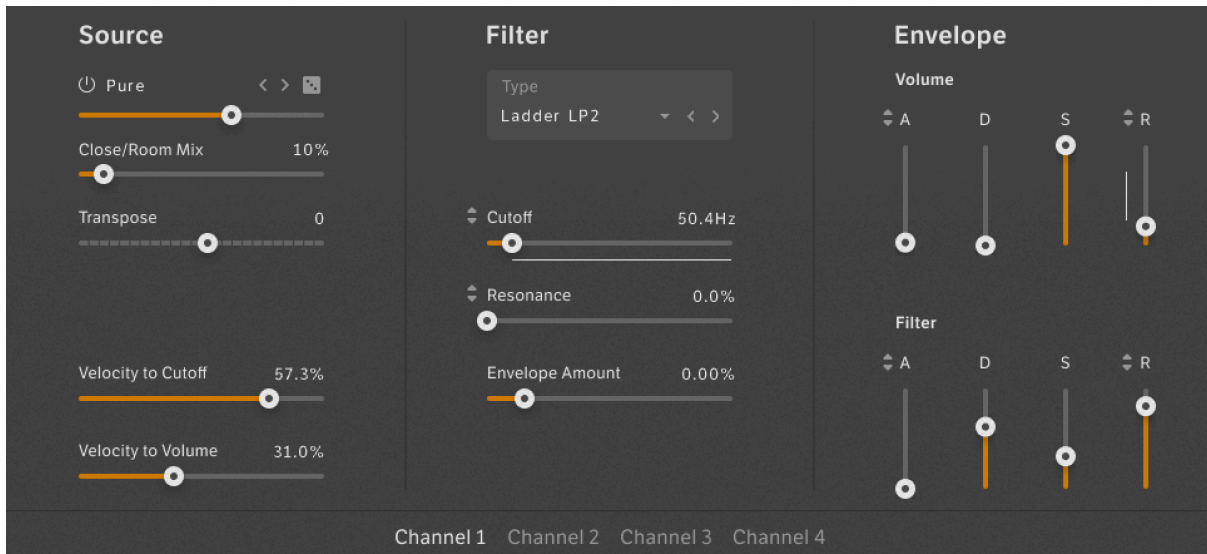 Source
Pure
Close/Room Mix 10%
Transpose 0
Velocity to Cutoff 57.3%
Velocity to Volume 31.0%
Filter
Type
Ladder LP2
Cutoff 50.4Hz
Resonance 0.0%
Envelope Amount 0.00%
Envelope
Volume
A D S R
Filter
A D S R
Channel 1 Channel 2 Channel 3 Channel 4